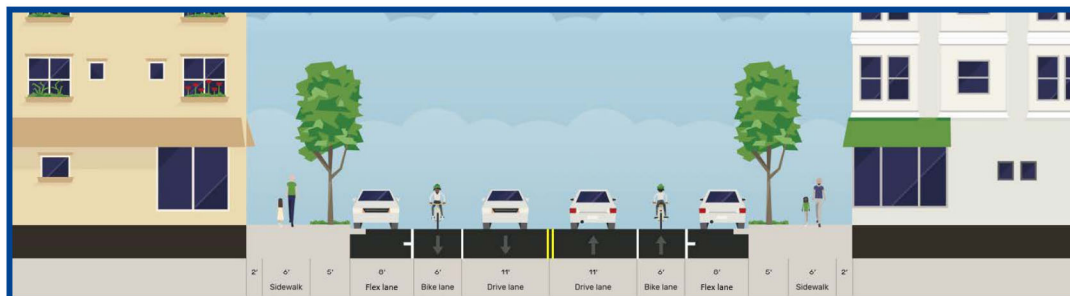 2' 6' 5' 8' 6' 11' 11' 6' 8' 5' 6' 2'
Sidewalk Flex lane Bike lane Drive lane Drive lane Bike lane Flex lane Sidewalk